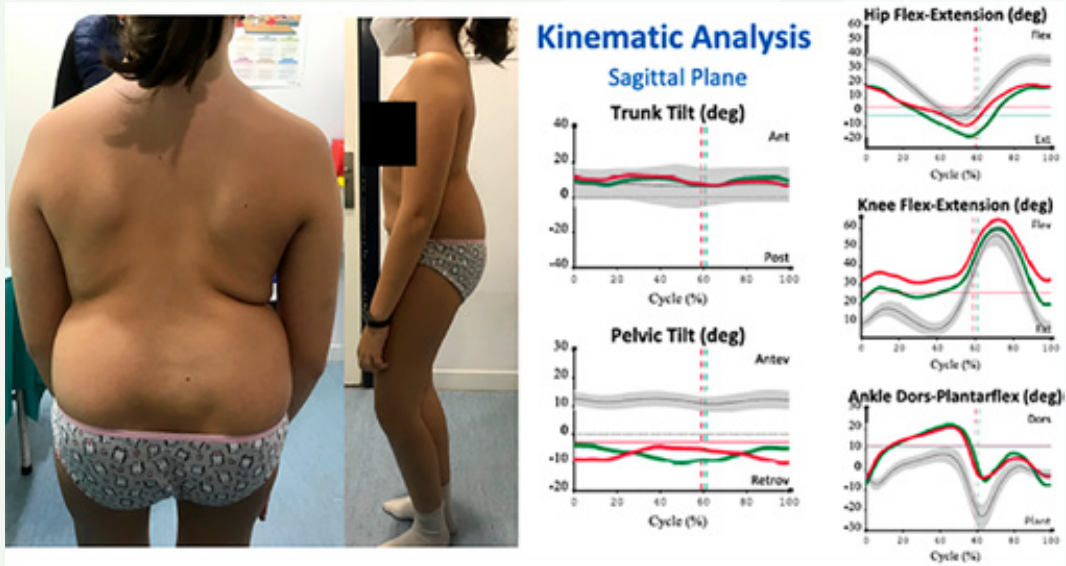 Kinematic Analysis
Sagittal Plane
Trunk Tilt (deg)
40
Ant
20
0
-20
Post
-40
0 20 40 60 80 100
Cycle (%)
Pelvic Tilt (deg)
30
Antev
20
10
0
-10
Retrov
-20
0 20 40 60 80 100
Cycle (%)
Hip Flex-Extension (deg)
60
Flex
50
40
30
20
10
0
-10
-20
Ext
0 20 40 60 80 100
Cycle (%)
Knee Flex-Extension (deg)
60
Flex
50
40
30
20
10
Ext
0 20 40 60 80 100
Cycle (%)
Ankle Dors-Plantarflex (deg)
30
Dors
20
10
0
-10
-20
Plant
-30
0 20 40 60 80 100
Cycle (%)